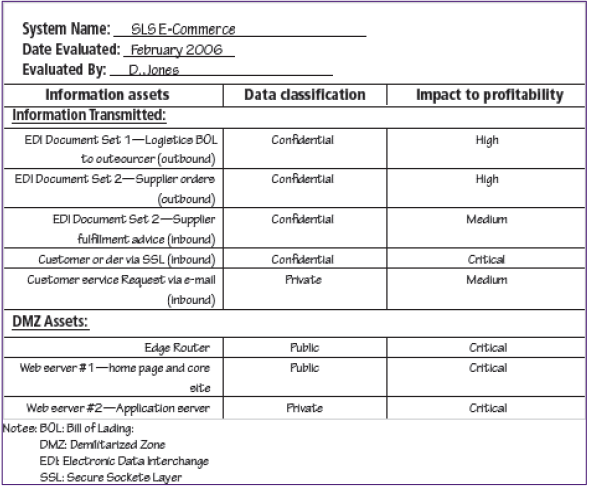 System Name: SLS E-Commerce
Date Evaluated: February 2006
Evaluated By: D. Jones
Information assets Data classification Impact to profitability
Information Transmitted:
EDI Document Set 1—Logistics BOL Confidential High
to outsourcer (outbound)
EDI Document Set 2—Supplier orders Confidential High
(outbound)
EDI Document Set 2—Supplier Confidential Medium
fulfillment advice (inbound)
Customer or der via SSL (inbound) Confidential Critical
Customer service Request via e-mail Private Medium
(inbound)
DMZ Assets:
Edge Router Public Critical
Web server #1—home page and core Public Critical
site
Web server #2—Application server Private Critical
Notes: BOL: Bill of Lading:
DMZ: Demilitarized Zone
EDI: Electronic Data Interchange
SSL: Secure Sockets Layer